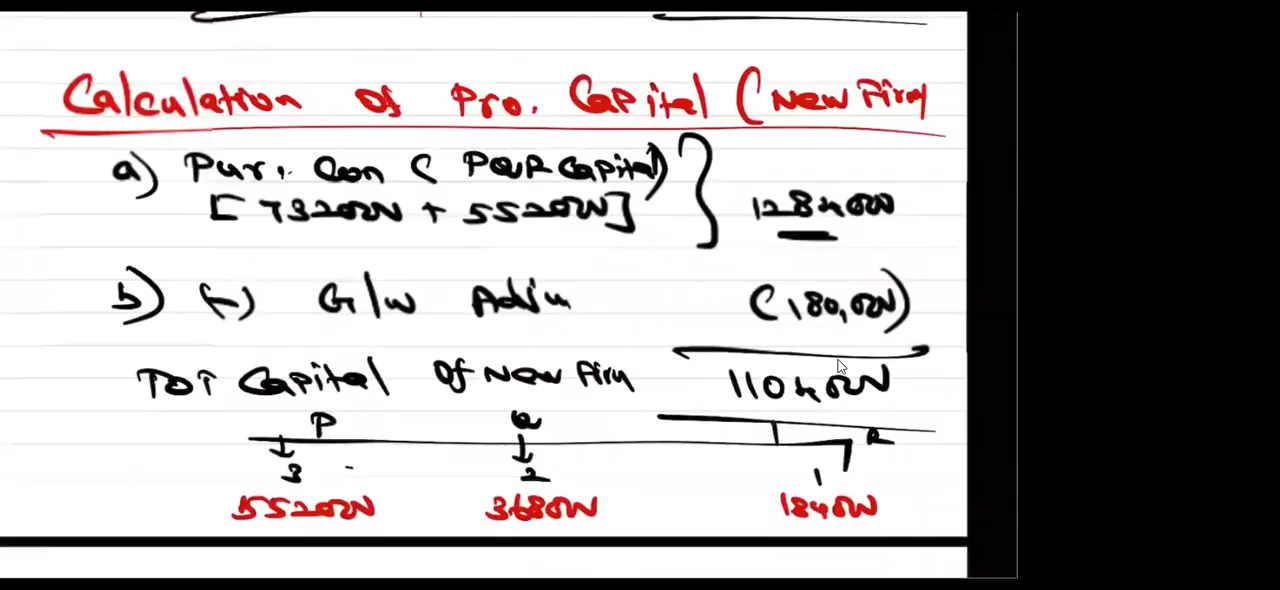 Calculation of Pro. Capital (New Firm
a) Pur. Con ( PQR Capital)
[732000 + 552000] 1284000
b) (-) G/w Adjm (180,000)
TOT Capital Of New Firm 1104000
P Q R
3 2 1
552000 368000 184000